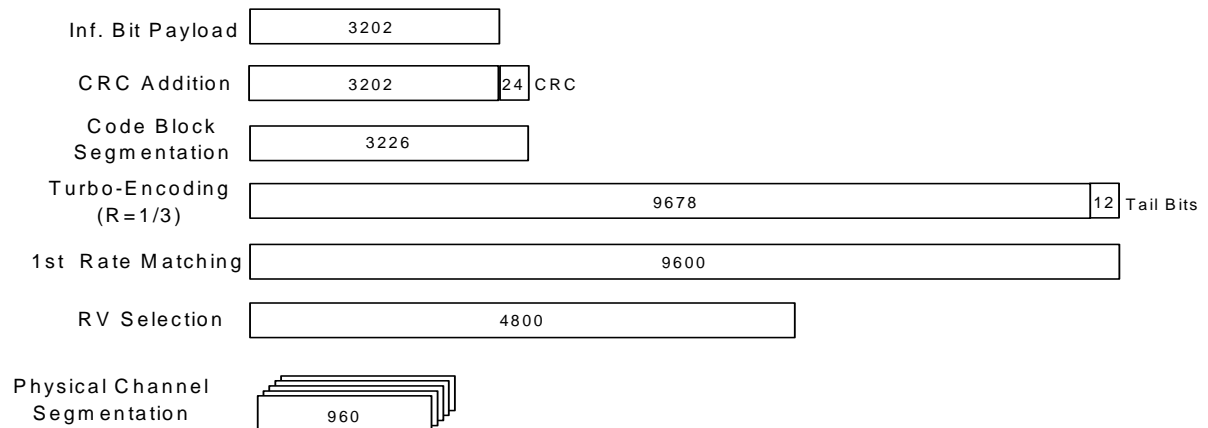 Inf. Bit Payload 3202
CRC Addition 3202 24 CRC
Code Block
Segmentation
3226
Turbo-Encoding
(R=1/3)
9678 12 Tail Bits
1st Rate Matching 9600
RV Selection 4800
Physical Channel
Segmentation
960